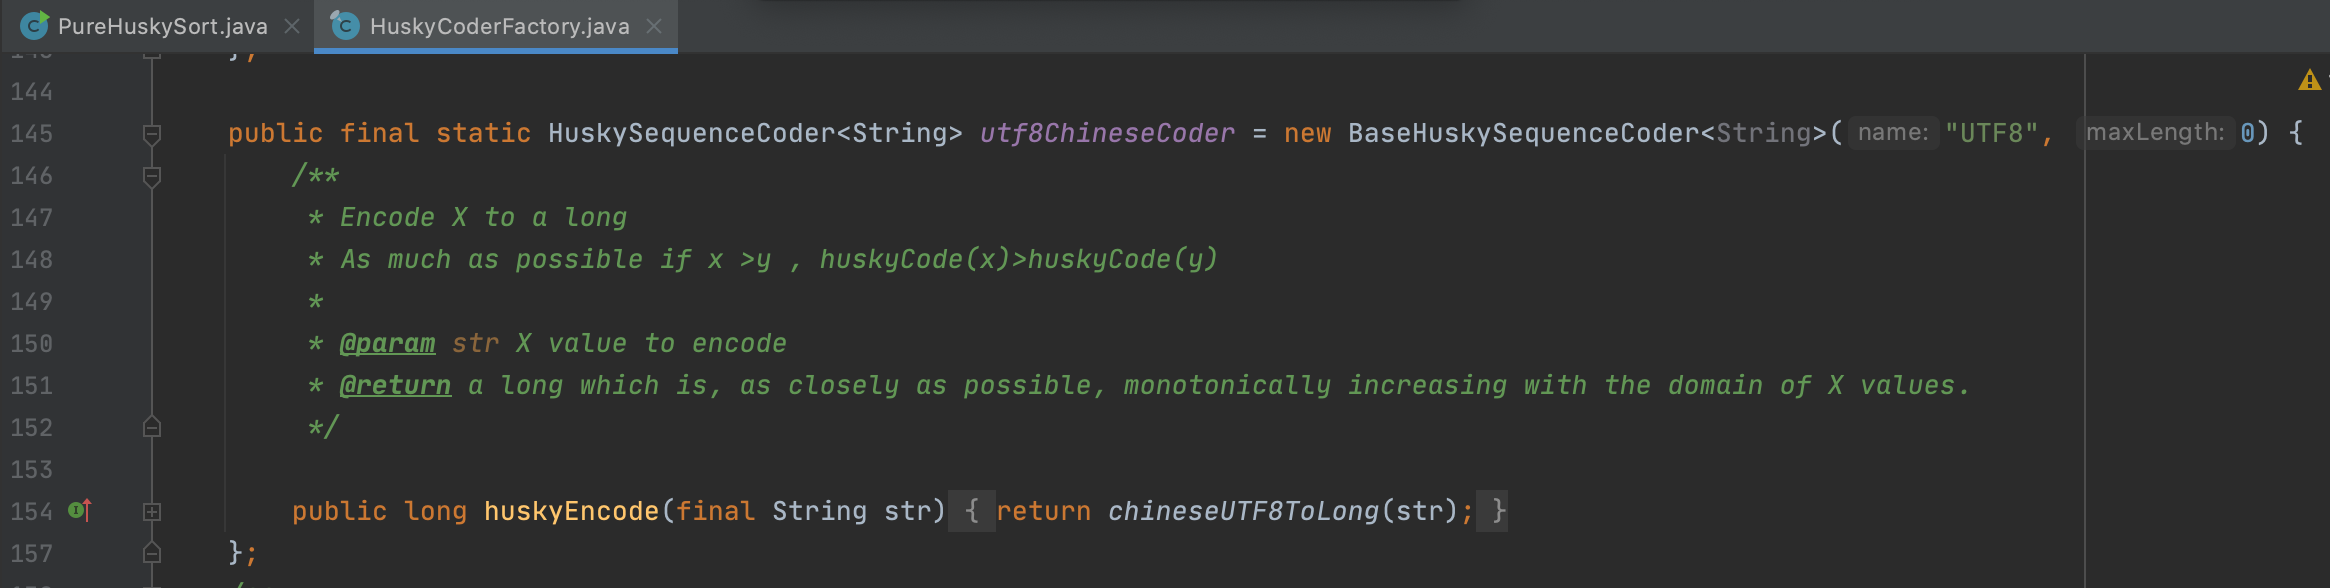 PureHuskySort.java HuskyCoderFactory.java
};
144
145 public final static HuskySequenceCoder<String> utf8ChineseCoder = new BaseHuskySequenceCoder<String>( name: "UTF8", maxLength: 0) {
146 /**
147 * Encode X to a long
148 * As much as possible if x >y , huskyCode(x)>huskyCode(y)
149 *
150 * @param str X value to encode
151 * @return a long which is, as closely as possible, monotonically increasing with the domain of X values.
152 */
153
154 public long huskyEncode(final String str) { return chineseUTF8ToLong(str); }
157 };